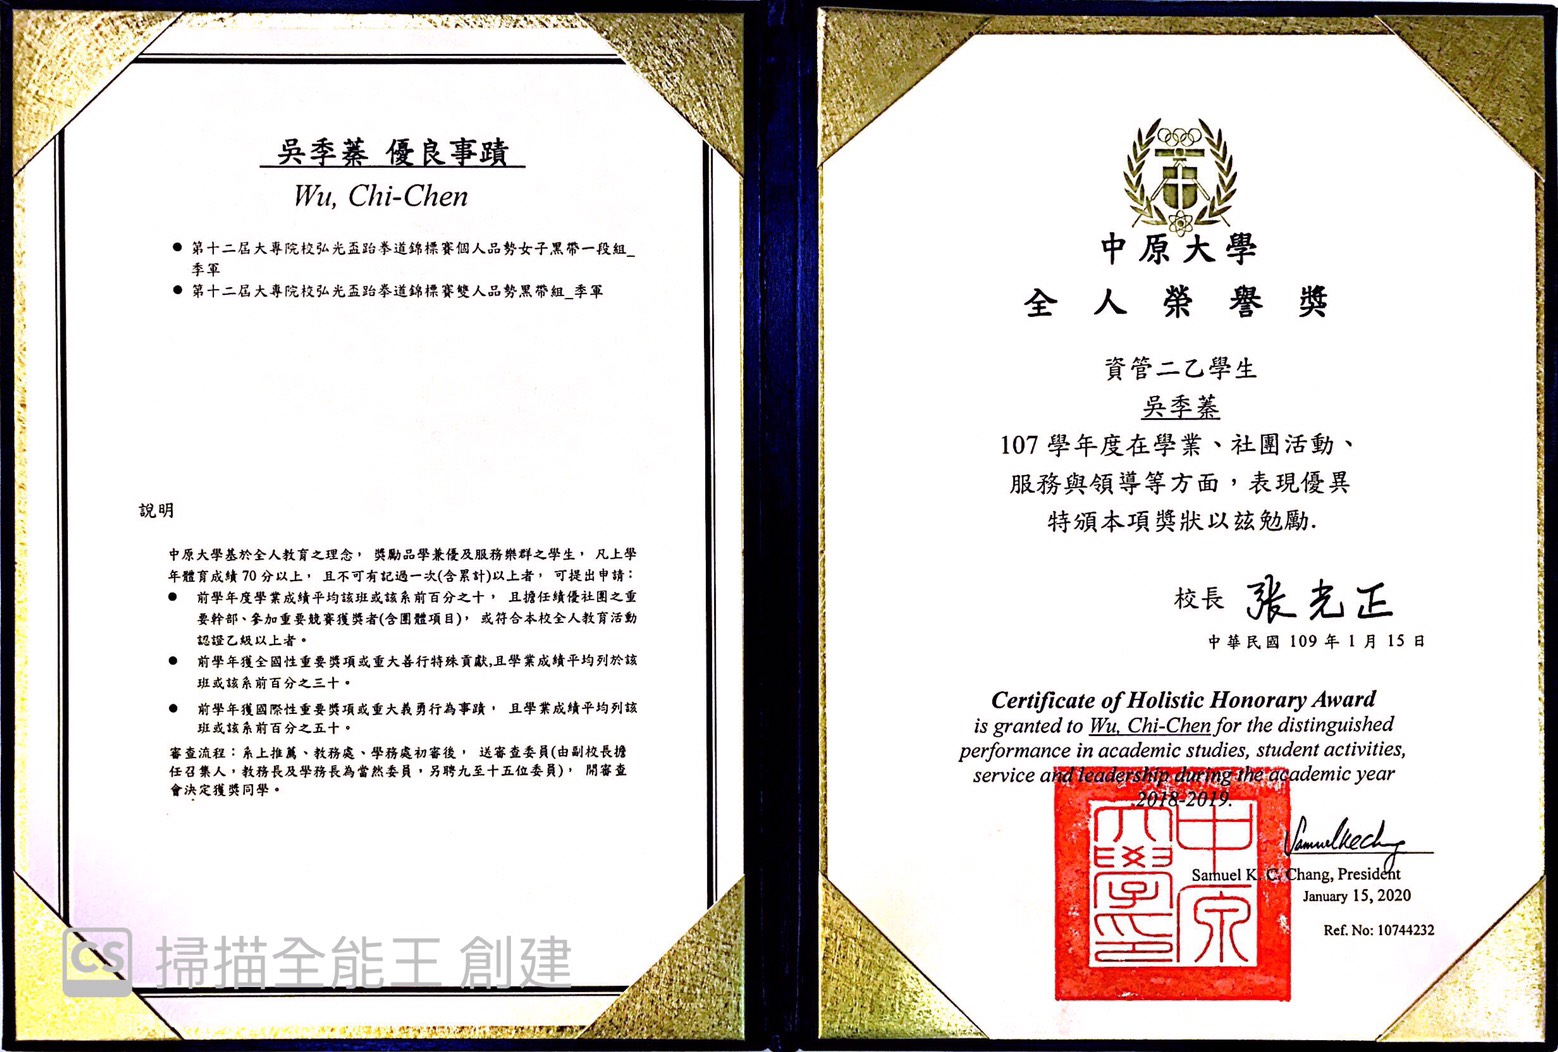 吳季蓁 優良事蹟
Wu, Chi-Chen
● 第十二屆大專院校弘光盃跆拳道錦標賽個人品勢女子黑帶一段組_
季軍
● 第十二屆大專院校弘光盃跆拳道錦標賽雙人品勢黑帶組_季軍
說明
中原大學基於全人教育之理念， 獎勵品學兼優及服務樂群之學生， 凡上學
年體育成績 70 分以上， 且不可有記過一次(含累計)以上者， 可提出申請：
● 前學年度學業成績平均該班或該系前百分之十， 且擔任績優社團之重
要幹部、參加重要競賽獲獎者(含團體項目)， 或符合本校全人教育活動
認證乙級以上者。
● 前學年獲全國性重要獎項或重大善行特殊貢獻,且學業成績平均列於該
班或該系前百分之三十。
● 前學年獲國際性重要獎項或重大義勇行為事蹟， 且學業成績平均列該
班或該系前百分之五十。
審查流程：系上推薦、教務處、學務處初審後， 送審查委員(由副校長擔
任召集人，教務長及學務長為當然委員，另聘九至十五位委員)， 開審查
會決定獲獎同學。
CS 掃描全能王 創建
中原大學
全人榮譽獎
資管二乙學生
吳季蓁
107 學年度在學業、社團活動、
服務與領導等方面，表現優異
特頒本項獎狀以茲勉勵.
校長 張光正
中華民國 109 年 1 月 15 日
Certificate of Holistic Honorary Award
is granted to Wu, Chi-Chen for the distinguished
performance in academic studies, student activities,
service and leadership during the academic year
2018-2019.
中原
大學印
Samuel K. C. Chang
Samuel K. C. Chang, President
January 15, 2020
Ref. No: 10744232